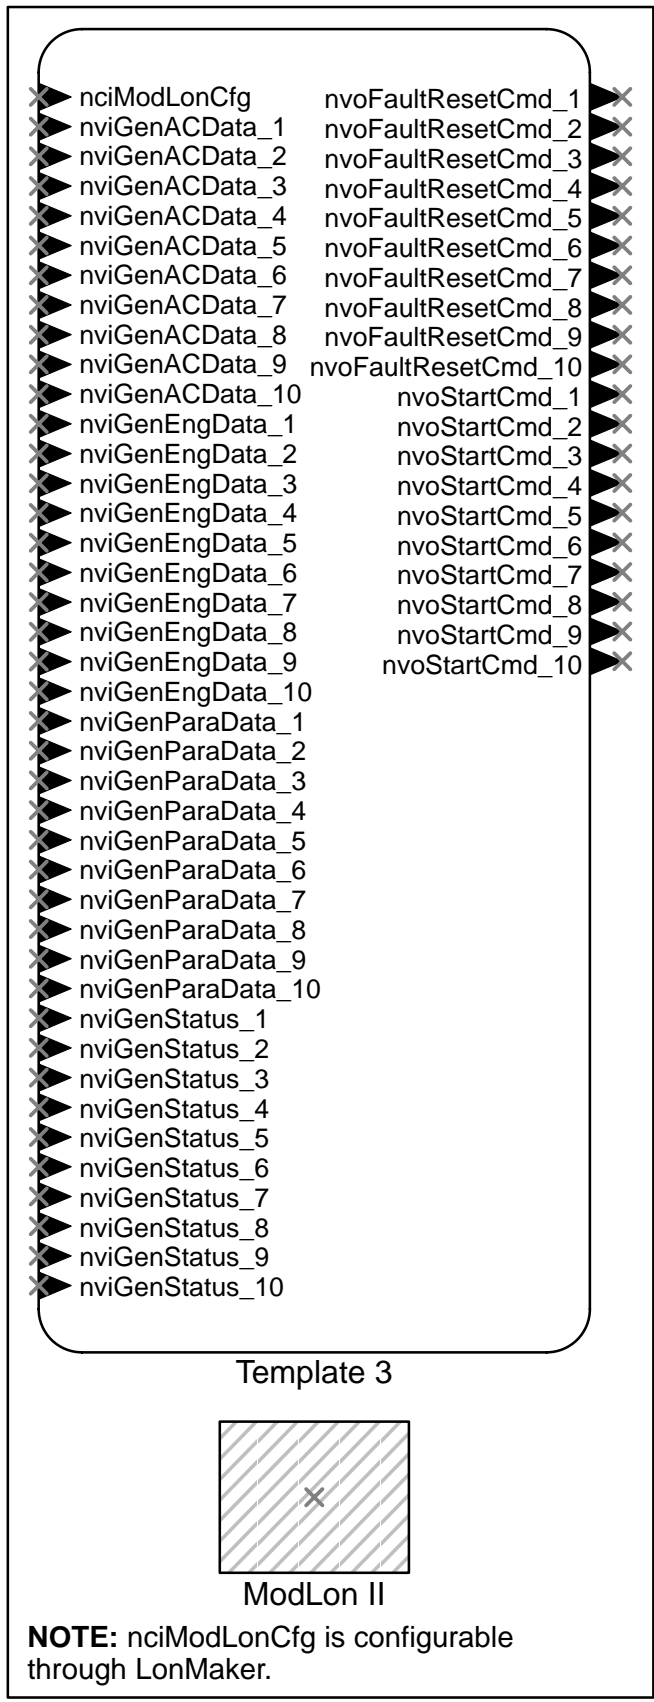 nciModLonCfg
nviGenACData_1
nviGenACData_2
nviGenACData_3
nviGenACData_4
nviGenACData_5
nviGenACData_6
nviGenACData_7
nviGenACData_8
nviGenACData_9
nviGenACData_10
nviGenEngData_1
nviGenEngData_2
nviGenEngData_3
nviGenEngData_4
nviGenEngData_5
nviGenEngData_6
nviGenEngData_7
nviGenEngData_8
nviGenEngData_9
nviGenEngData_10
nviGenParaData_1
nviGenParaData_2
nviGenParaData_3
nviGenParaData_4
nviGenParaData_5
nviGenParaData_6
nviGenParaData_7
nviGenParaData_8
nviGenParaData_9
nviGenParaData_10
nviGenStatus_1
nviGenStatus_2
nviGenStatus_3
nviGenStatus_4
nviGenStatus_5
nviGenStatus_6
nviGenStatus_7
nviGenStatus_8
nviGenStatus_9
nviGenStatus_10
nvoFaultResetCmd_1
nvoFaultResetCmd_2
nvoFaultResetCmd_3
nvoFaultResetCmd_4
nvoFaultResetCmd_5
nvoFaultResetCmd_6
nvoFaultResetCmd_7
nvoFaultResetCmd_8
nvoFaultResetCmd_9
nvoFaultResetCmd_10
nvoStartCmd_1
nvoStartCmd_2
nvoStartCmd_3
nvoStartCmd_4
nvoStartCmd_5
nvoStartCmd_6
nvoStartCmd_7
nvoStartCmd_8
nvoStartCmd_9
nvoStartCmd_10
Template 3
ModLon II
NOTE: nciModLonCfg is configurable
through LonMaker.